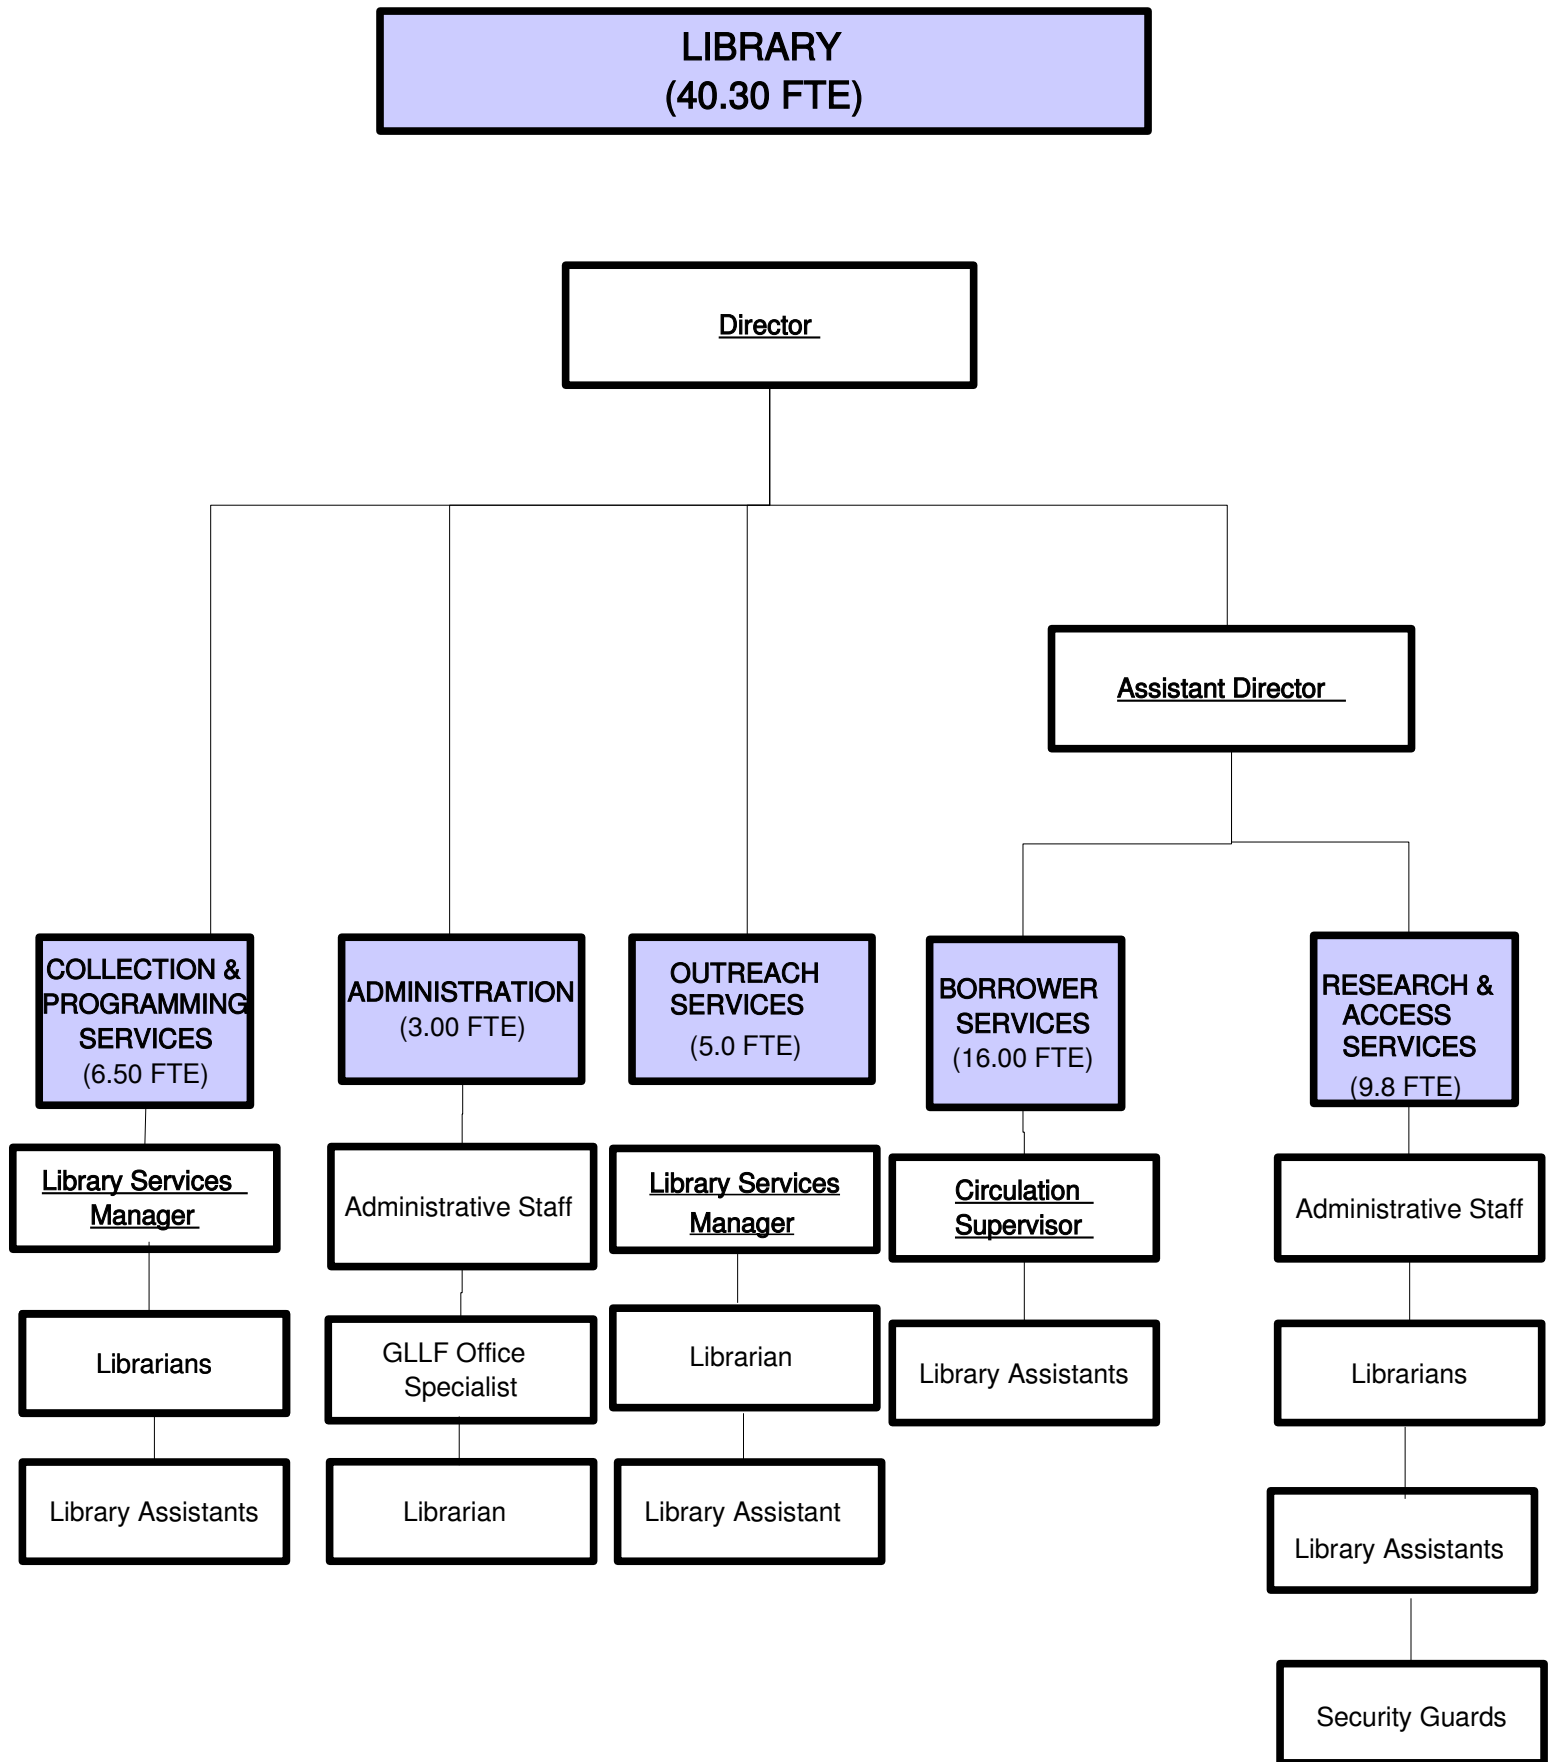 LIBRARY
(40.30 FTE)
Director
Assistant Director
COLLECTION &
PROGRAMMING
SERVICES
(6.50 FTE)
ADMINISTRATION
(3.00 FTE)
OUTREACH
SERVICES
(5.0 FTE)
BORROWER
SERVICES
(16.00 FTE)
RESEARCH &
ACCESS
SERVICES
(9.8 FTE)
Library Services
Manager
Administrative Staff
Library Services
Manager
Circulation
Supervisor
Administrative Staff
Librarians
GLLF Office
Specialist
Librarian
Library Assistants
Librarians
Library Assistants
Librarian
Library Assistant
Library Assistants
Security Guards